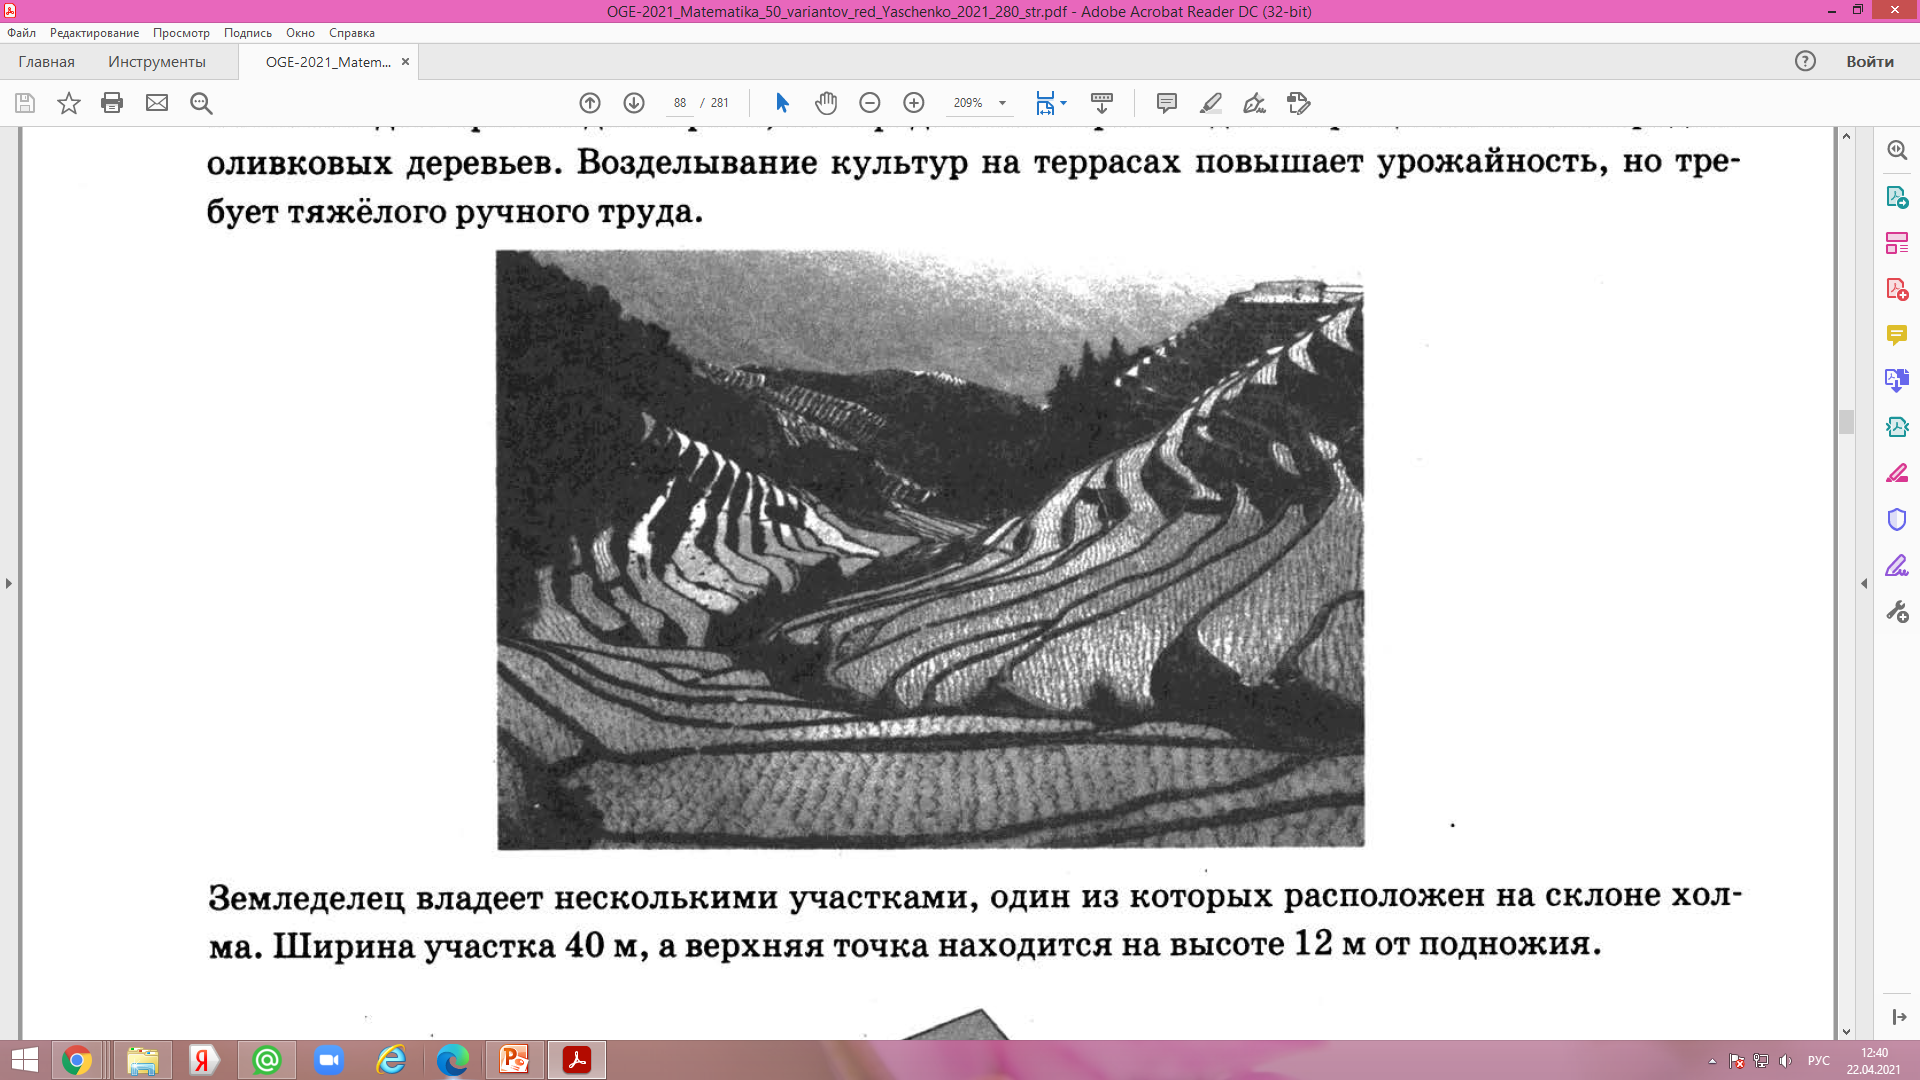 OGE-2021_Matematika_50_variantov_red_Yaschenko_2021_280_str.pdf - Adobe Acrobat Reader DC (32-bit)
Файл Редактирование Просмотр Подпись Окно Справка
Главная Инструменты OGE-2021_Matem... × Войти
88 / 281 209%
оливковых деревьев. Возделывание культур на террасах повышает урожайность, но тре-
бует тяжёлого ручного труда.
Земледелец владеет несколькими участками, один из которых расположен на склоне хол-
ма. Ширина участка 40 м, а верхняя точка находится на высоте 12 м от подножия.
РУС 12:40
22.04.2021